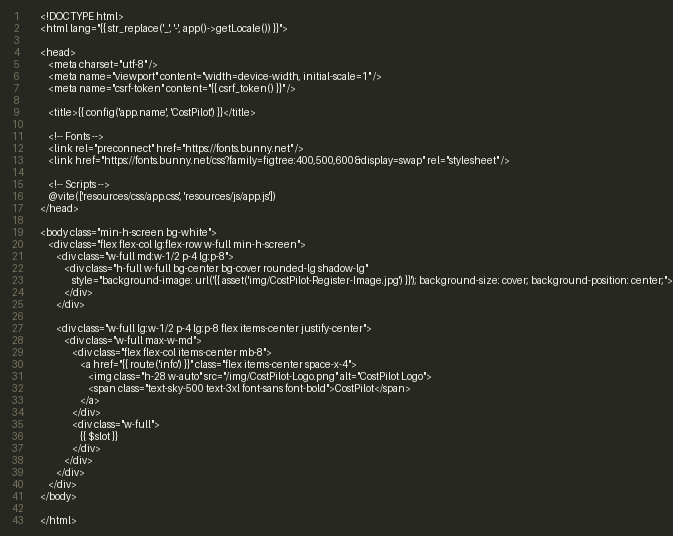 1 <!DOCTYPE html>
2 <html lang="{{ str_replace('_', '-', app()->getLocale()) }}">
3
4 <head>
5 <meta charset="utf-8" />
6 <meta name="viewport" content="width=device-width, initial-scale=1" />
7 <meta name="csrf-token" content="{{ csrf_token() }}" />
8
9 <title>{{ config('app.name', 'CostPilot') }}</title>
10
11 <!-- Fonts -->
12 <link rel="preconnect" href="https://fonts.bunny.net" />
13 <link href="https://fonts.bunny.net/css?family=figtree:400,500,600&display=swap" rel="stylesheet" />
14
15 <!-- Scripts -->
16 @vite(['resources/css/app.css', 'resources/js/app.js'])
17 </head>
18
19 <body class="min-h-screen bg-white">
20 <div class="flex flex-col lg:flex-row w-full min-h-screen">
21 <div class="w-full md:w-1/2 p-4 lg:p-8">
22 <div class="h-full w-full bg-center bg-cover rounded-lg shadow-lg"
23 style="background-image: url('{{ asset('img/CostPilot-Register-Image.jpg') }}'); background-size: cover; background-position: center;">
24 </div>
25 </div>
26
27 <div class="w-full lg:w-1/2 p-4 lg:p-8 flex items-center justify-center">
28 <div class="w-full max-w-md">
29 <div class="flex flex-col items-center mb-8">
30 <a href="{{ route('info') }}" class="flex items-center space-x-4">
31 <img class="h-28 w-auto" src="/img/CostPilot-Logo.png" alt="CostPilot Logo">
32 <span class="text-sky-500 text-3xl font-sans font-bold">CostPilot</span>
33 </a>
34 </div>
35 <div class="w-full">
36 {{ $slot }}
37 </div>
38 </div>
39 </div>
40 </div>
41 </body>
42
43 </html>